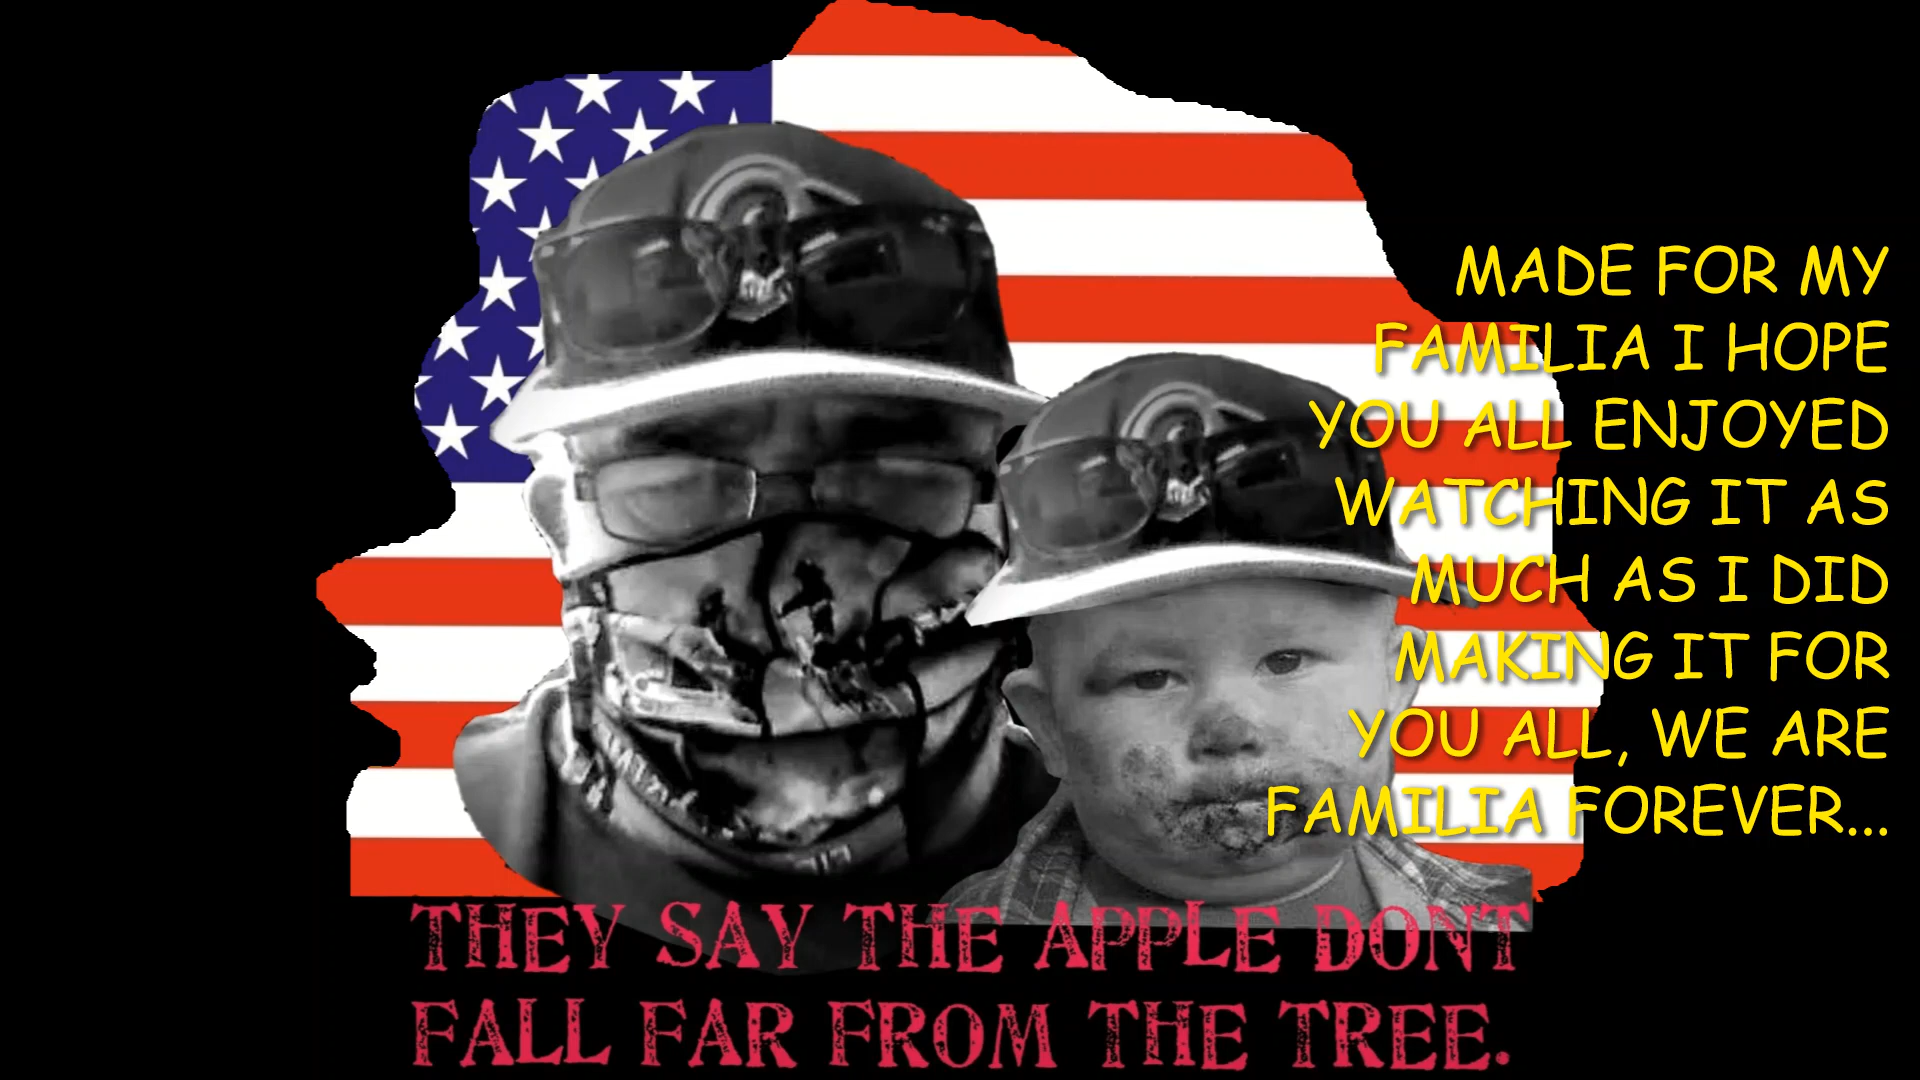 MADE FOR MY
FAMILIA I HOPE
YOU ALL ENJOYED
WATCHING IT AS
MUCH AS I DID
MAKING IT FOR
YOU ALL, WE ARE
FAMILIA FOREVER...
THEY SAY THE APPLE DONT
FALL FAR FROM THE TREE.